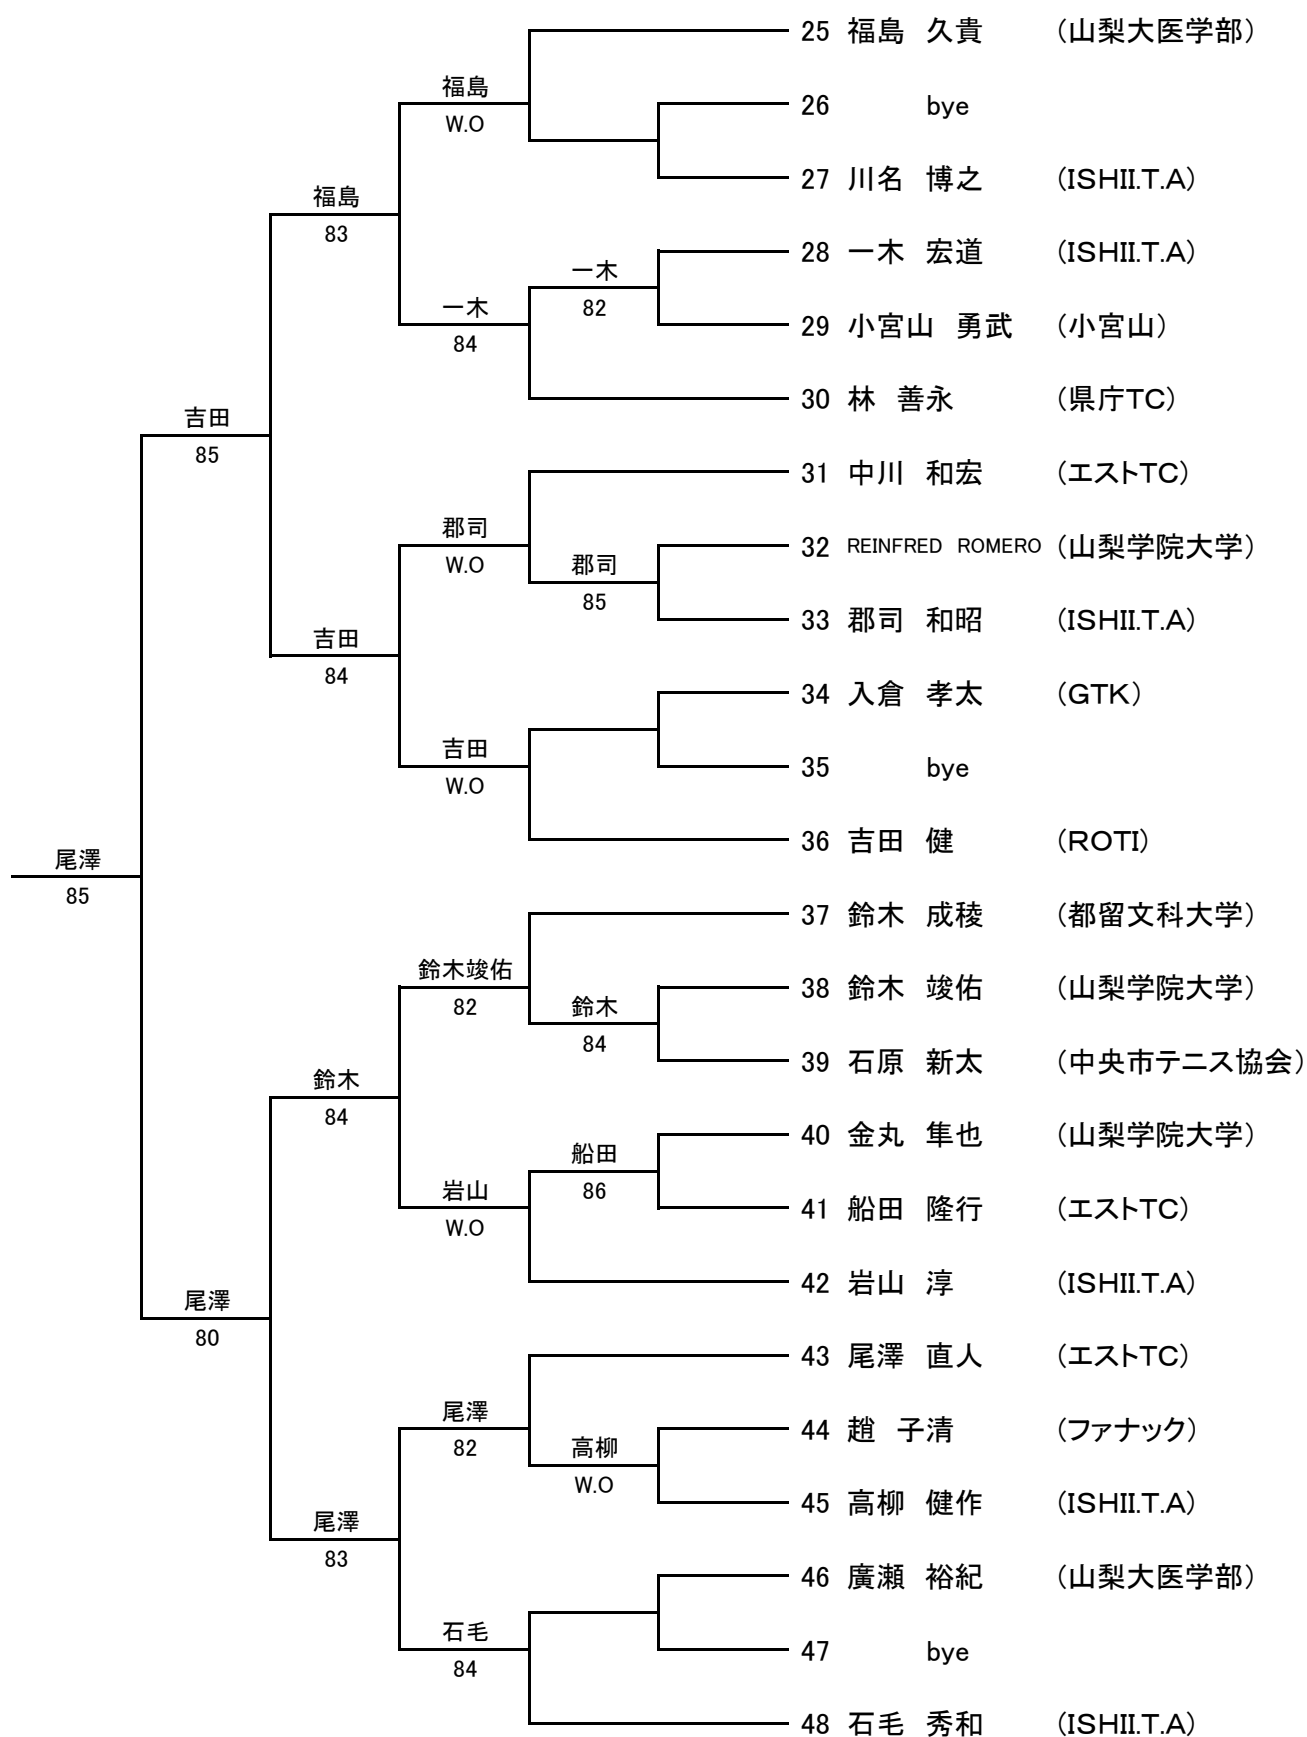 25 福島 久貴 (山梨大医学部)
福島
W.O
26 bye
27 川名 博之 (ISHII.T.A)
福島
83
28 一木 宏道 (ISHII.T.A)
一木
82
一木
84
29 小宮山 勇武 (小宮山)
30 林 善永 (県庁TC)
吉田
85
31 中川 和宏 (エストTC)
郡司
W.O
32 REINFRED ROMERO (山梨学院大学)
郡司
85
33 郡司 和昭 (ISHII.T.A)
吉田
84
34 入倉 孝太 (GTK)
吉田
W.O
35 bye
36 吉田 健 (ROTI)
尾澤
85
37 鈴木 成稜 (都留文科大学)
鈴木竣佑
82
38 鈴木 竣佑 (山梨学院大学)
鈴木
84
39 石原 新太 (中央市テニス協会)
鈴木
84
40 金丸 隼也 (山梨学院大学)
船田
86
岩山
W.O
41 船田 隆行 (エストTC)
42 岩山 淳 (ISHII.T.A)
尾澤
80
43 尾澤 直人 (エストTC)
尾澤
82
44 趙 子清 (ファナック)
高柳
W.O
45 高柳 健作 (ISHII.T.A)
尾澤
83
46 廣瀬 裕紀 (山梨大医学部)
石毛
84
47 bye
48 石毛 秀和 (ISHII.T.A)